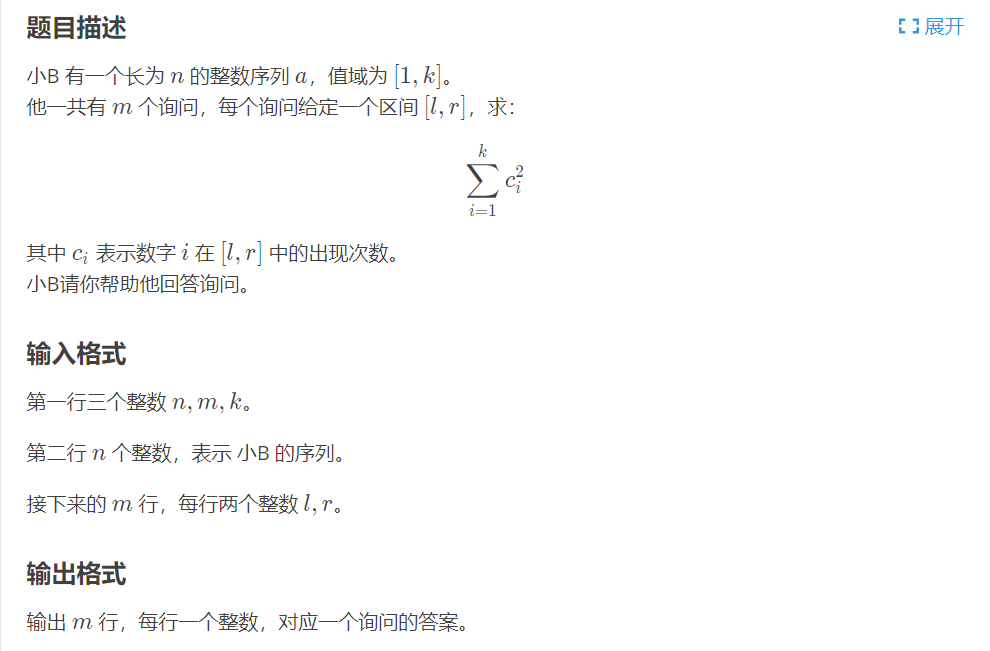 题目描述
展开
小B 有一个长为 n 的整数序列 a，值域为 [1, k]。
他一共有 m 个询问，每个询问给定一个区间 [l, r]，求：
\sum_{i=1}^{k} c_i^2
其中 c_i 表示数字 i 在 [l, r] 中的出现次数。
小B请你帮助他回答询问。
输入格式
第一行三个整数 n, m, k。
第二行 n 个整数，表示 小B 的序列。
接下来的 m 行，每行两个整数 l, r。
输出格式
输出 m 行，每行一个整数，对应一个询问的答案。